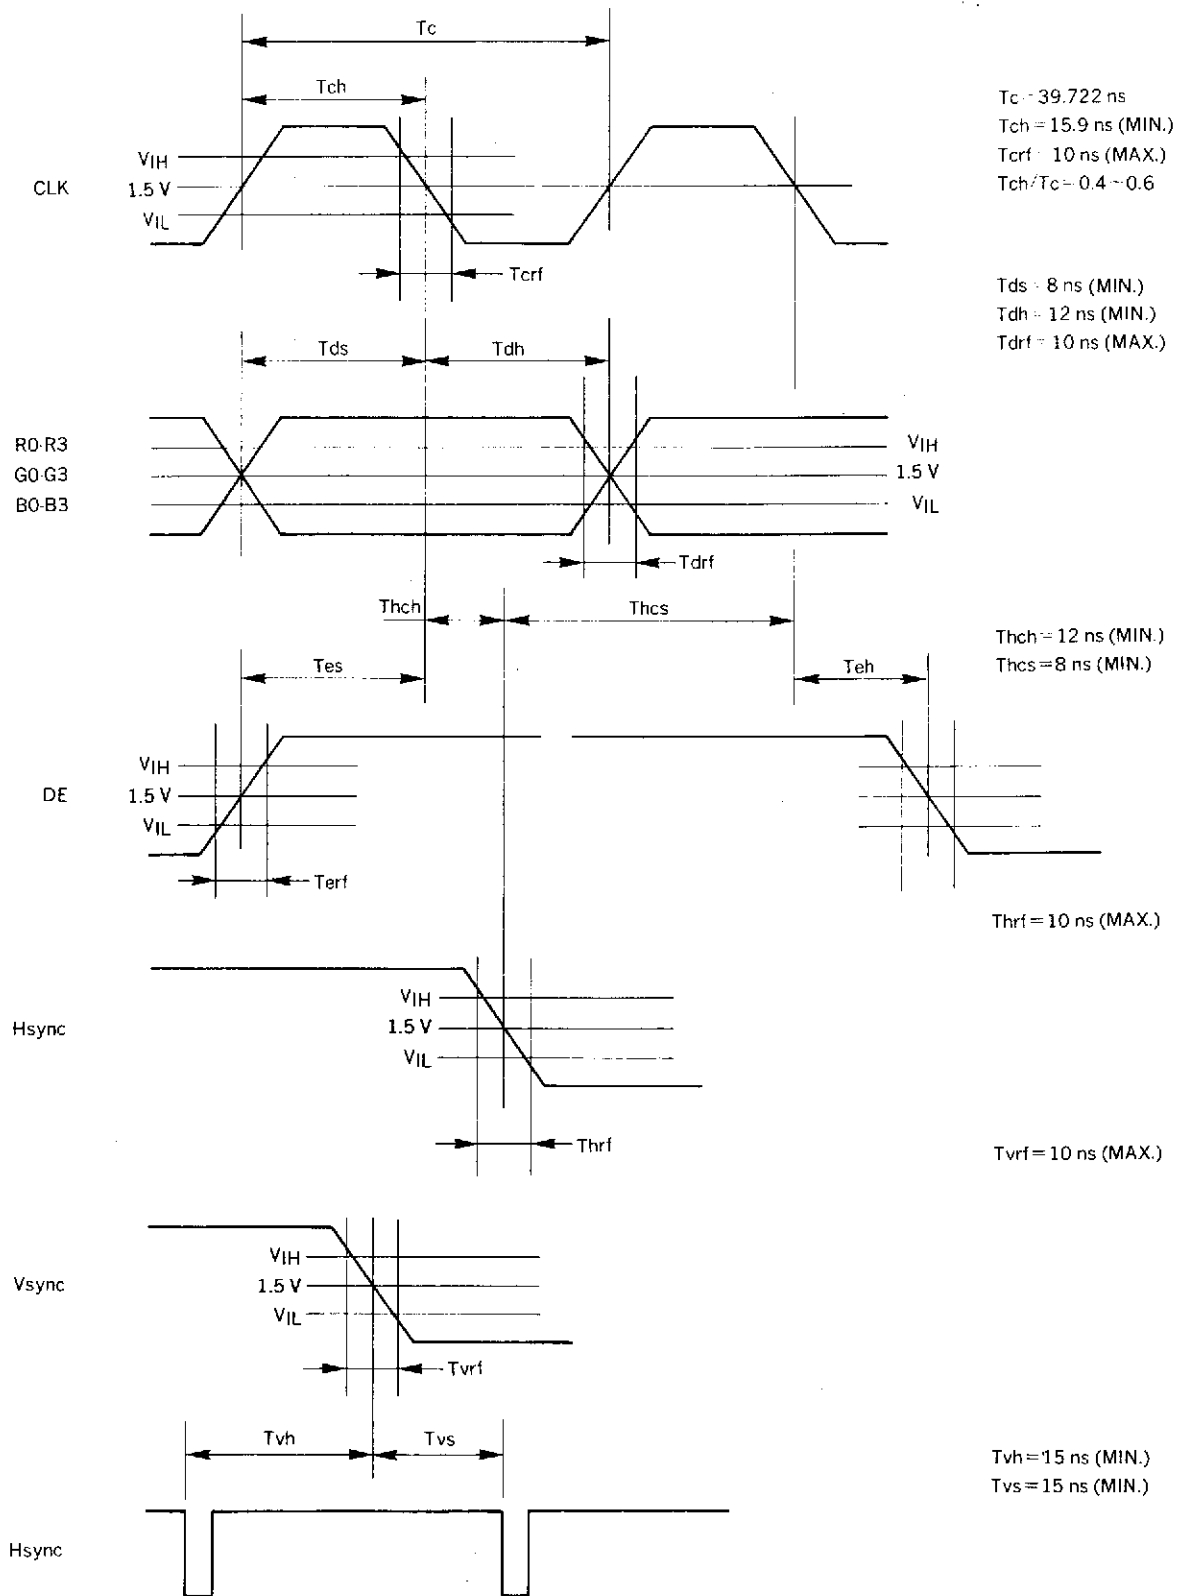 Tc
Tch
Tc = 39.722 ns
Tch = 15.9 ns (MIN.)
Tcrf = 10 ns (MAX.)
Tch/Tc = 0.4~0.6
VIH
CLK
1.5 V
VIL
Tcrf
Tds = 8 ns (MIN.)
Tdh = 12 ns (MIN.)
Tdrf = 10 ns (MAX.)
Tds
Tdh
R0-R3
VIH
G0-G3
1.5 V
B0-B3
VIL
Tdrf
Thch
Thcs
Thch = 12 ns (MIN.)
Thcs = 8 ns (MIN.)
Tes
Teh
VIH
DE
1.5 V
VIL
Terf
Thrf = 10 ns (MAX.)
VIH
Hsync
1.5 V
VIL
Thrf
Tvrf = 10 ns (MAX.)
VIH
Vsync
1.5 V
VIL
Tvrf
Tvh
Tvs
Tvh = 15 ns (MIN.)
Tvs = 15 ns (MIN.)
Hsync